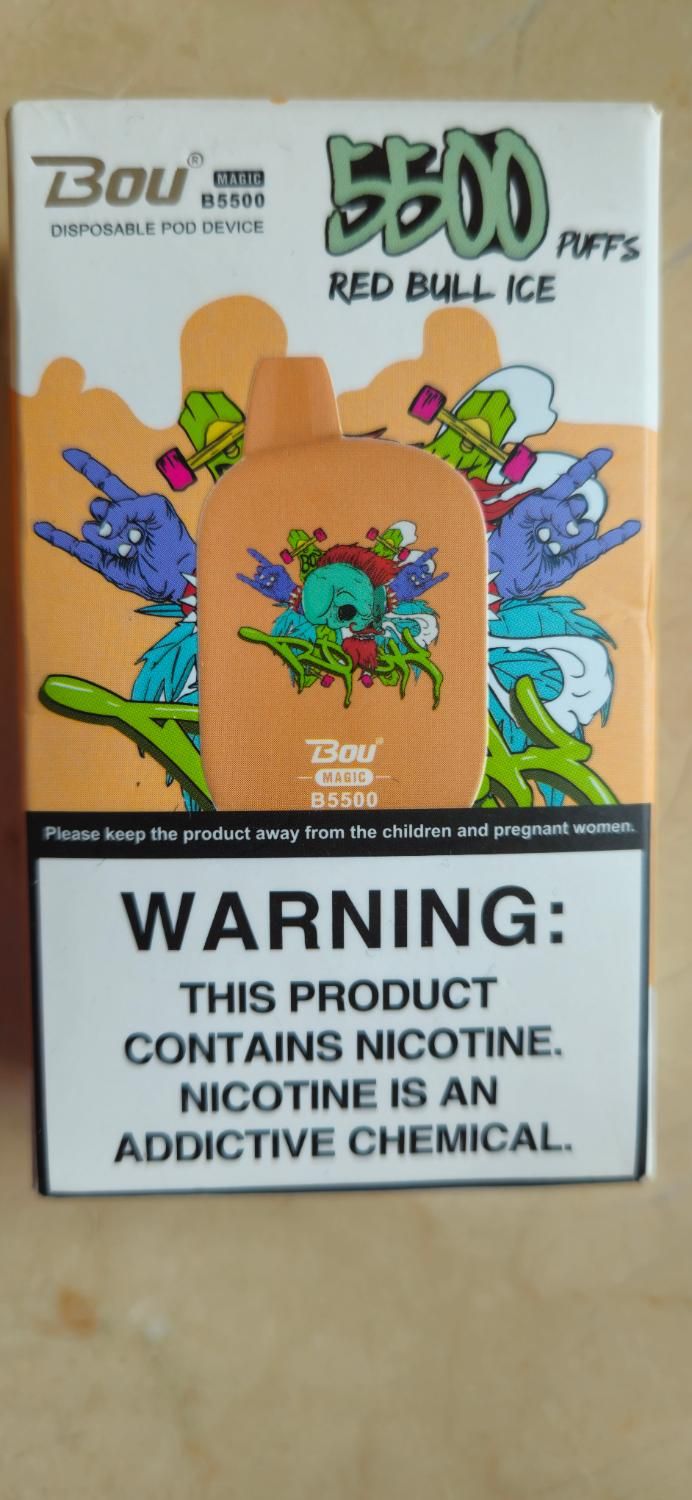 Bou® MAGIC
B5500
DISPOSABLE POD DEVICE
5500
PUFFS
RED BULL ICE
Bou®
MAGIC
B5500
Please keep the product away from the children and pregnant women.
WARNING:
THIS PRODUCT
CONTAINS NICOTINE.
NICOTINE IS AN
ADDICTIVE CHEMICAL.